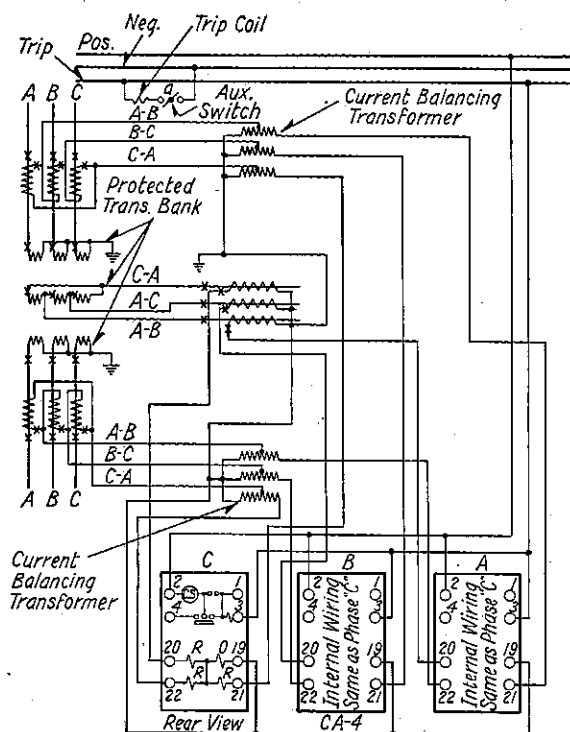 Pos.
Neg.
Trip Coil
Trip
A B C
a
Aux.
Switch
A-B
B-C
C-A
Current Balancing
Transformer
Protected
Trans. Bank
C-A
A-C
A-B
A-B
B-C
C-A
A B C
Current
Balancing
Transformer
C
B
A
2 1
CS
4 3
20 R O 19
22 R R 21
Rear View
2 1
4 3
20 19
22 21
Internal Wiring
Same as Phase "C"
CA-4
2 1
4 3
20 19
22 21
Internal Wiring
Same as Phase "C"